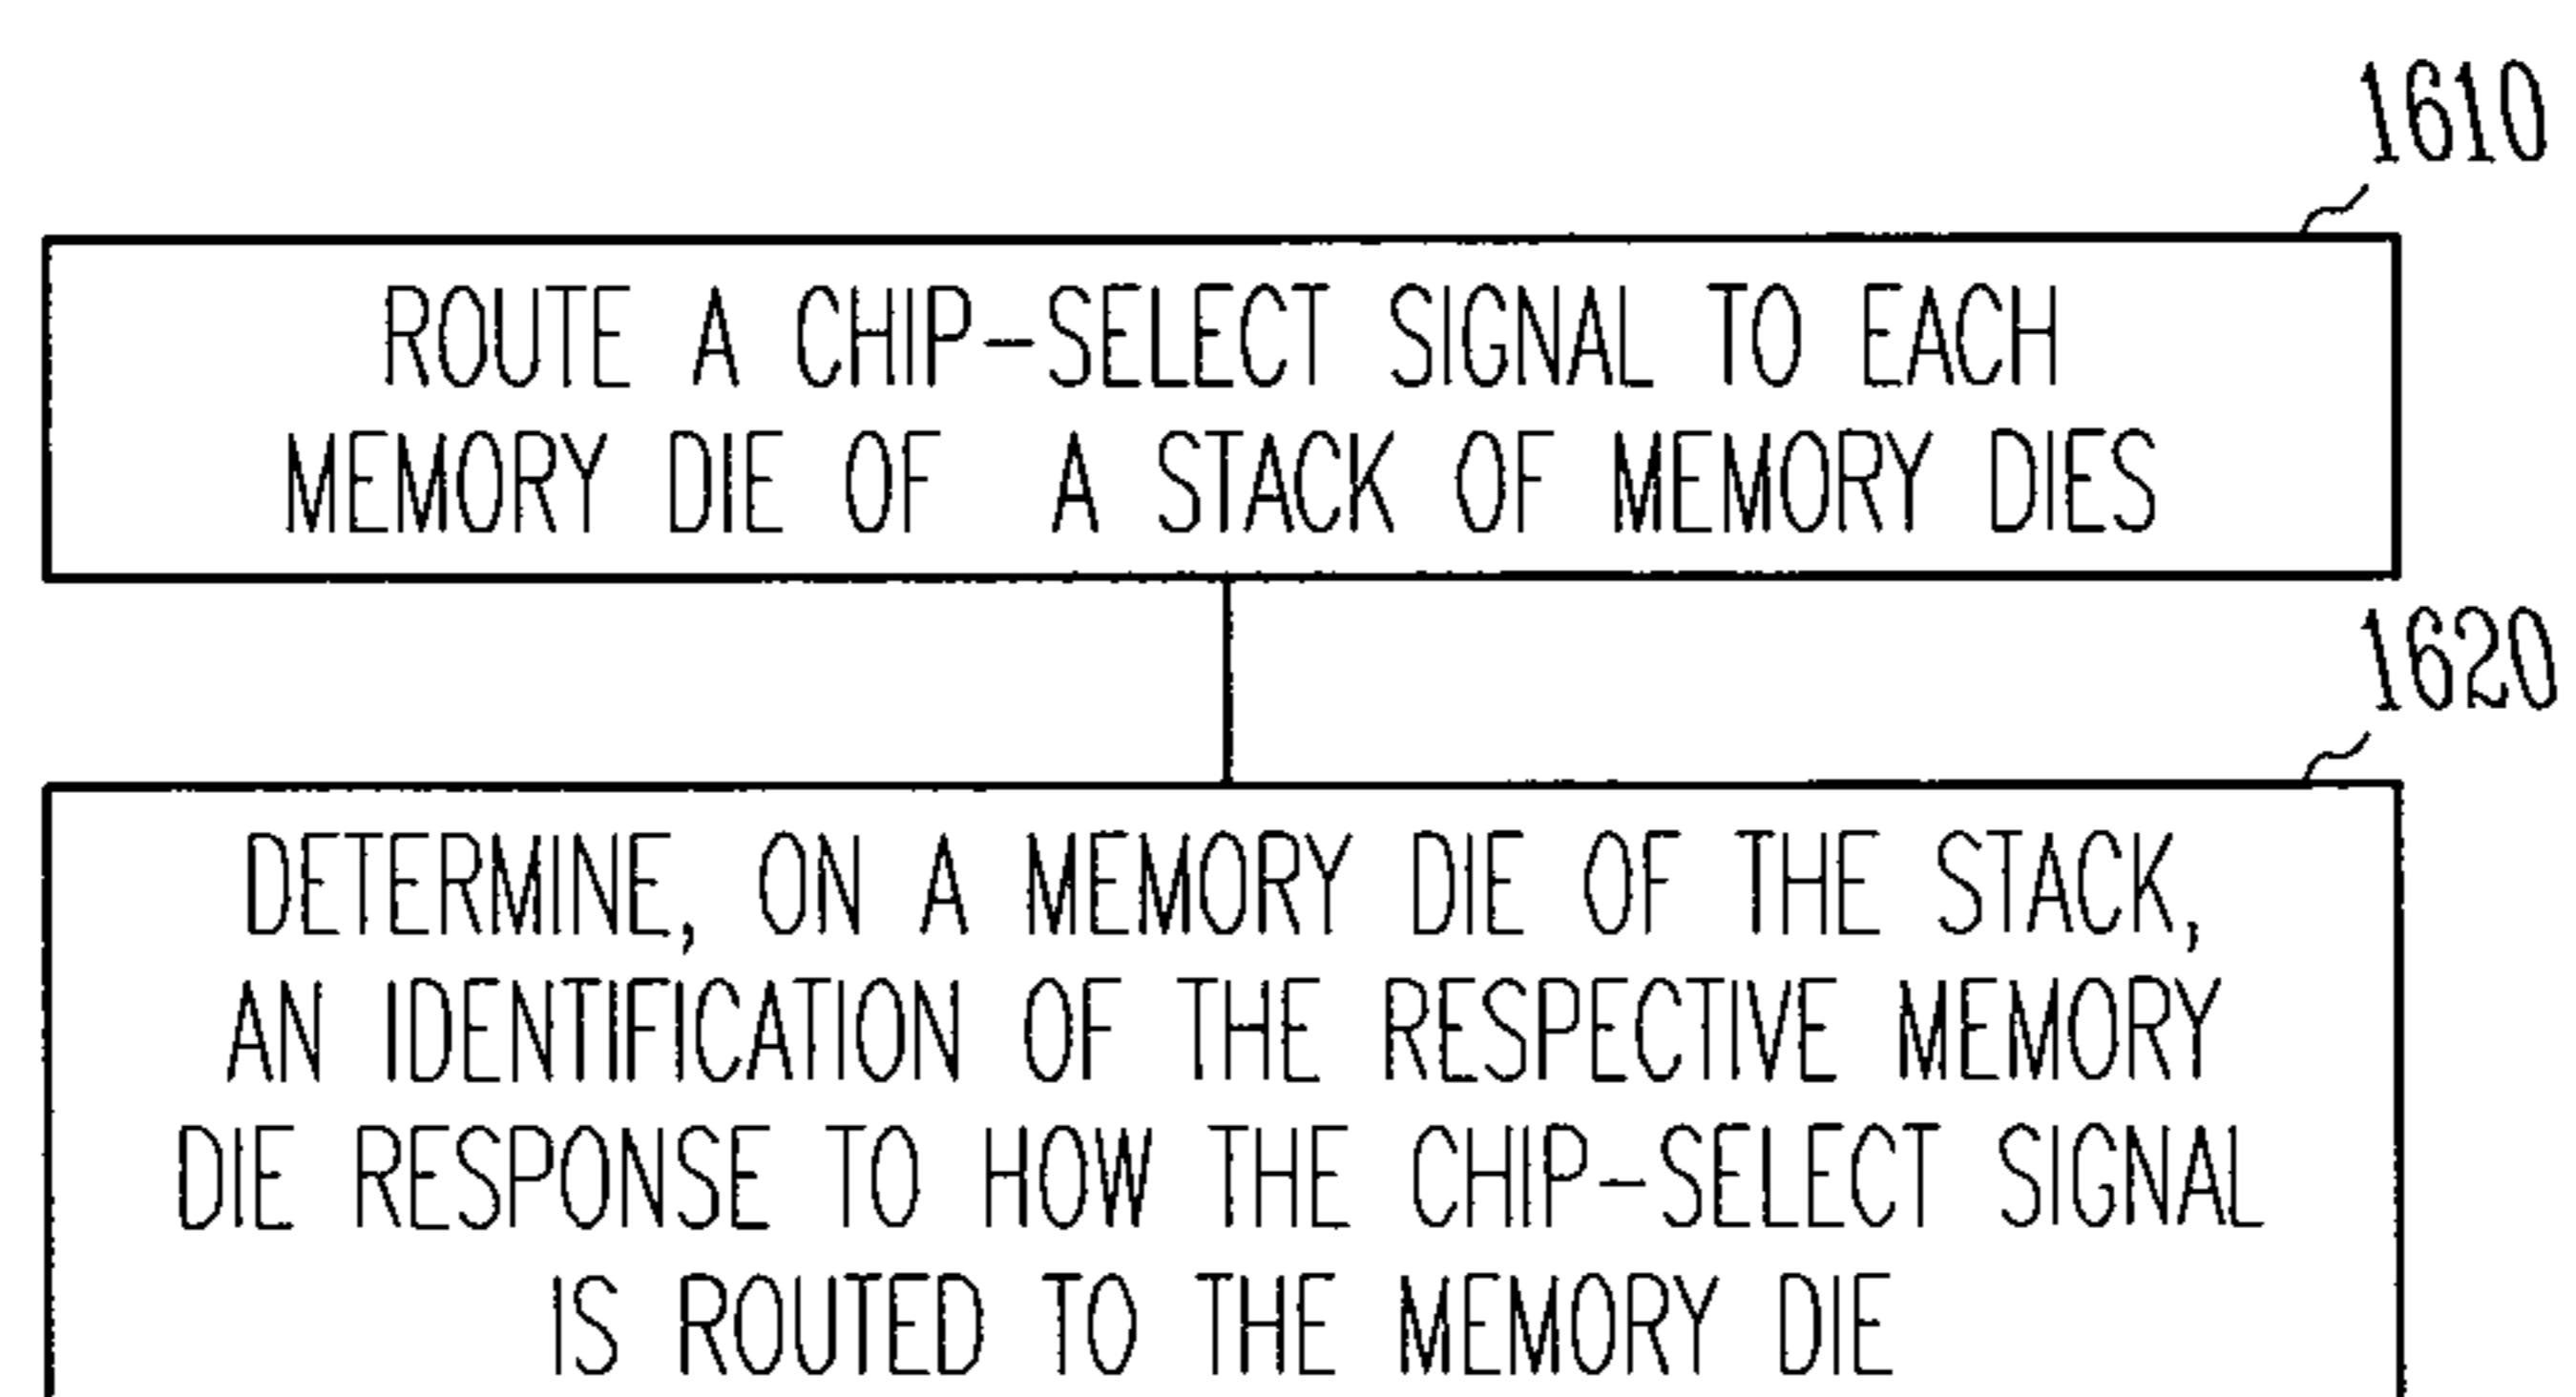 1610
ROUTE A CHIP-SELECT SIGNAL TO EACH
MEMORY DIE OF A STACK OF MEMORY DIES
1620
DETERMINE, ON A MEMORY DIE OF THE STACK,
AN IDENTIFICATION OF THE RESPECTIVE MEMORY
DIE RESPONSE TO HOW THE CHIP-SELECT SIGNAL
IS ROUTED TO THE MEMORY DIE